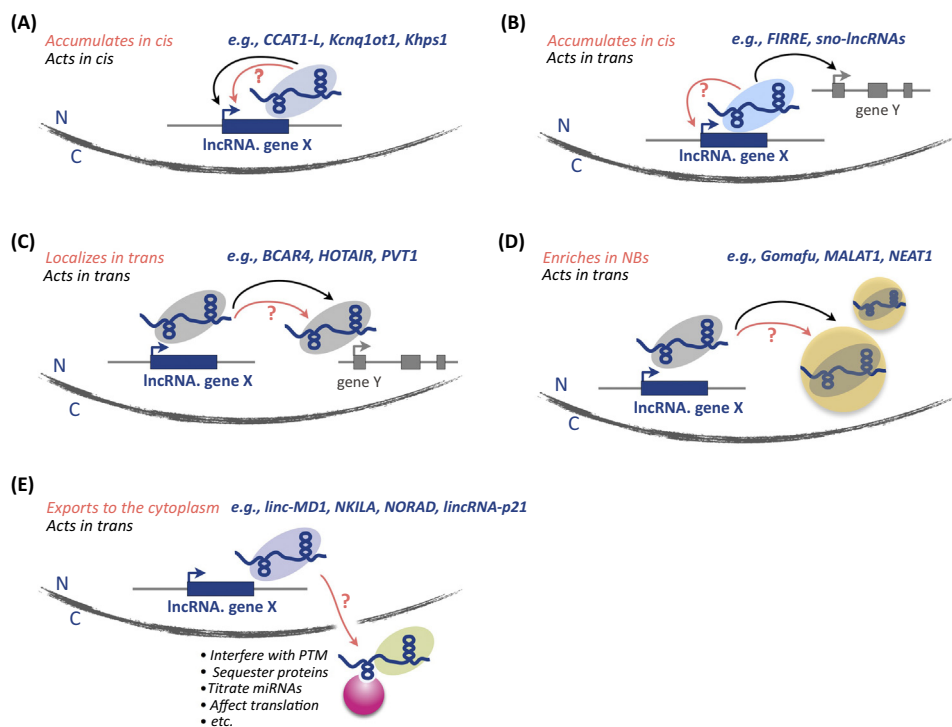 (A)
Accumulates in cis
Acts in cis
e.g., CCAT1-L, Kcnq1ot1, Khps1
?
N
C
lncRNA. gene X
(B)
Accumulates in cis
Acts in trans
e.g., FIRRE, sno-lncRNAs
?
gene Y
N
C
lncRNA. gene X
(C)
Localizes in trans
Acts in trans
e.g., BCAR4, HOTAIR, PVT1
?
N
C
lncRNA. gene X
gene Y
(D)
Enriches in NBs
Acts in trans
e.g., Gomafu, MALAT1, NEAT1
?
N
C
lncRNA. gene X
(E)
Exports to the cytoplasm
Acts in trans
e.g., linc-MD1, NKILA, NORAD, lincRNA-p21
N
C
lncRNA. gene X
?
• Interfere with PTM
• Sequester proteins
• Titrate miRNAs
• Affect translation
• etc.